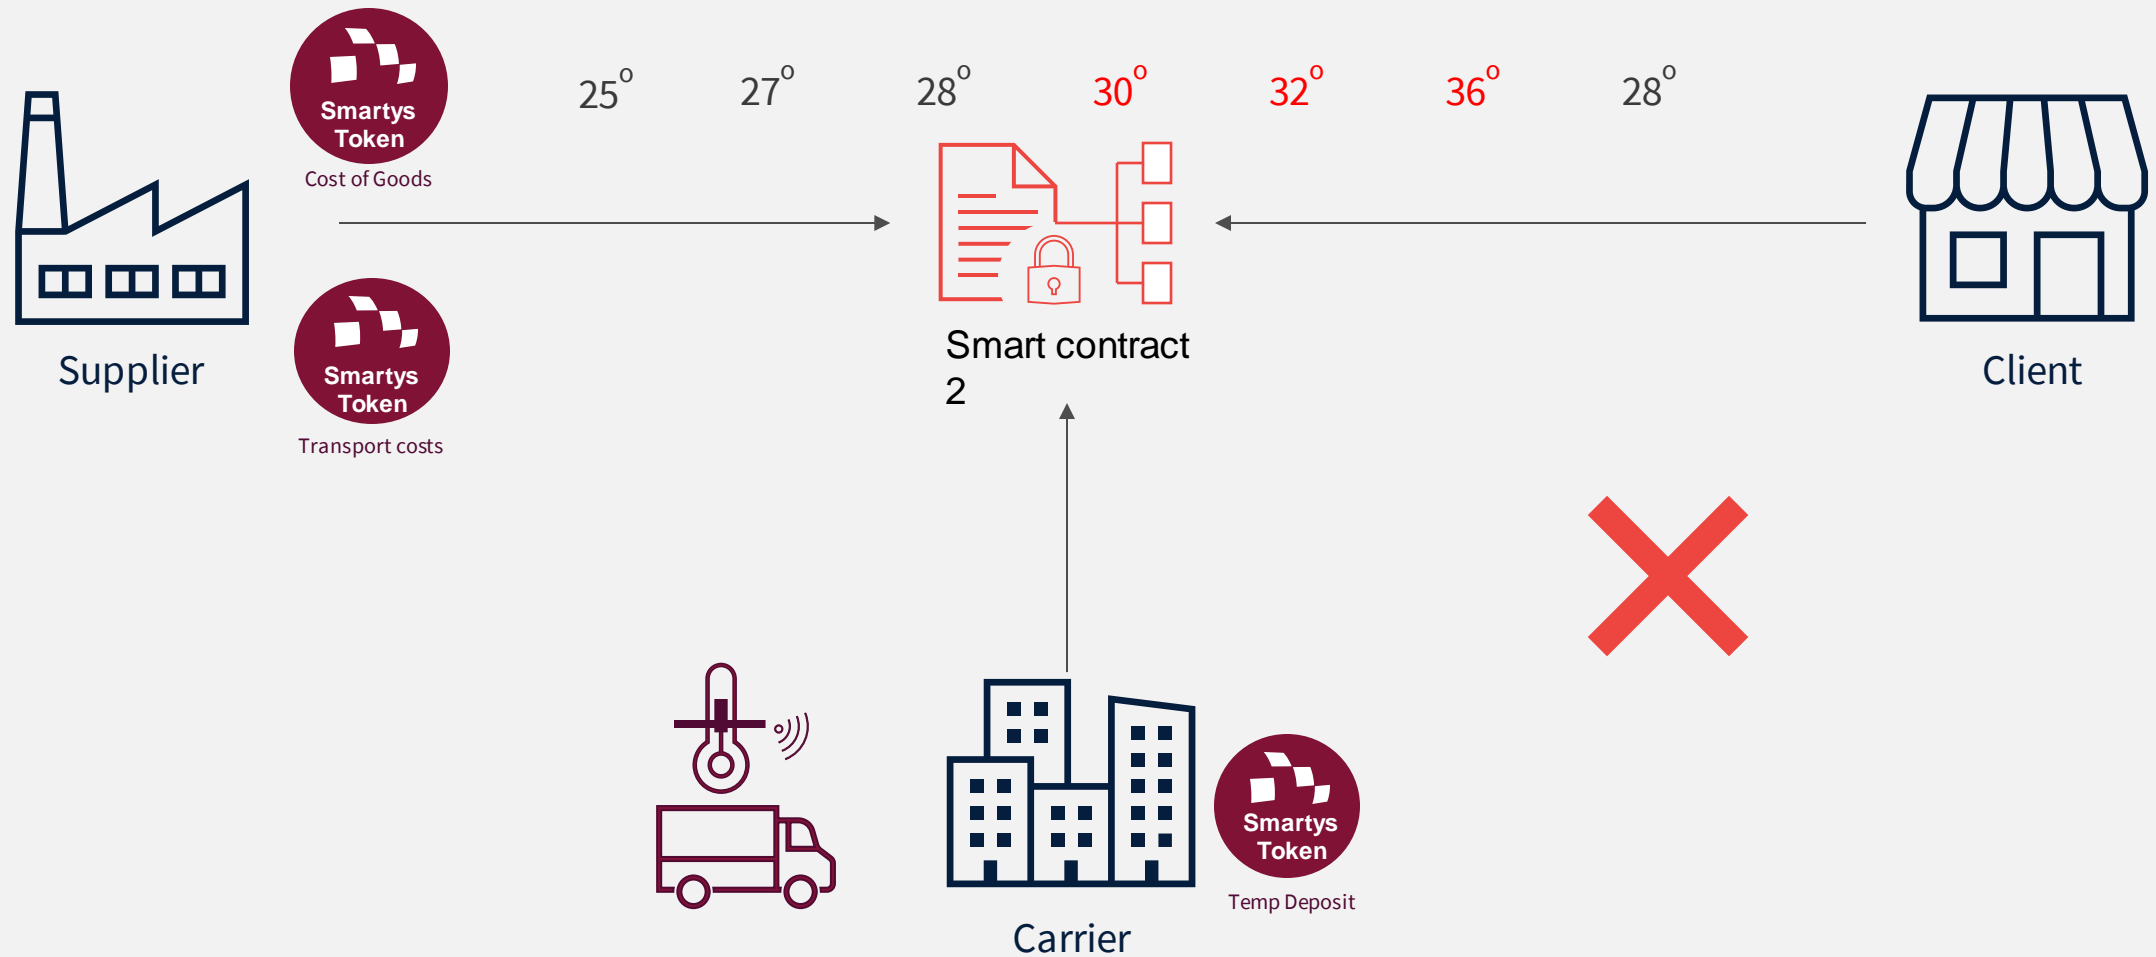 Smartys
Token
Cost of Goods
25° 27° 28° 30° 32° 36° 28°
Supplier
Smartys
Token
Transport costs
Smart contract
2
Client
Smartys
Token
Temp Deposit
Carrier